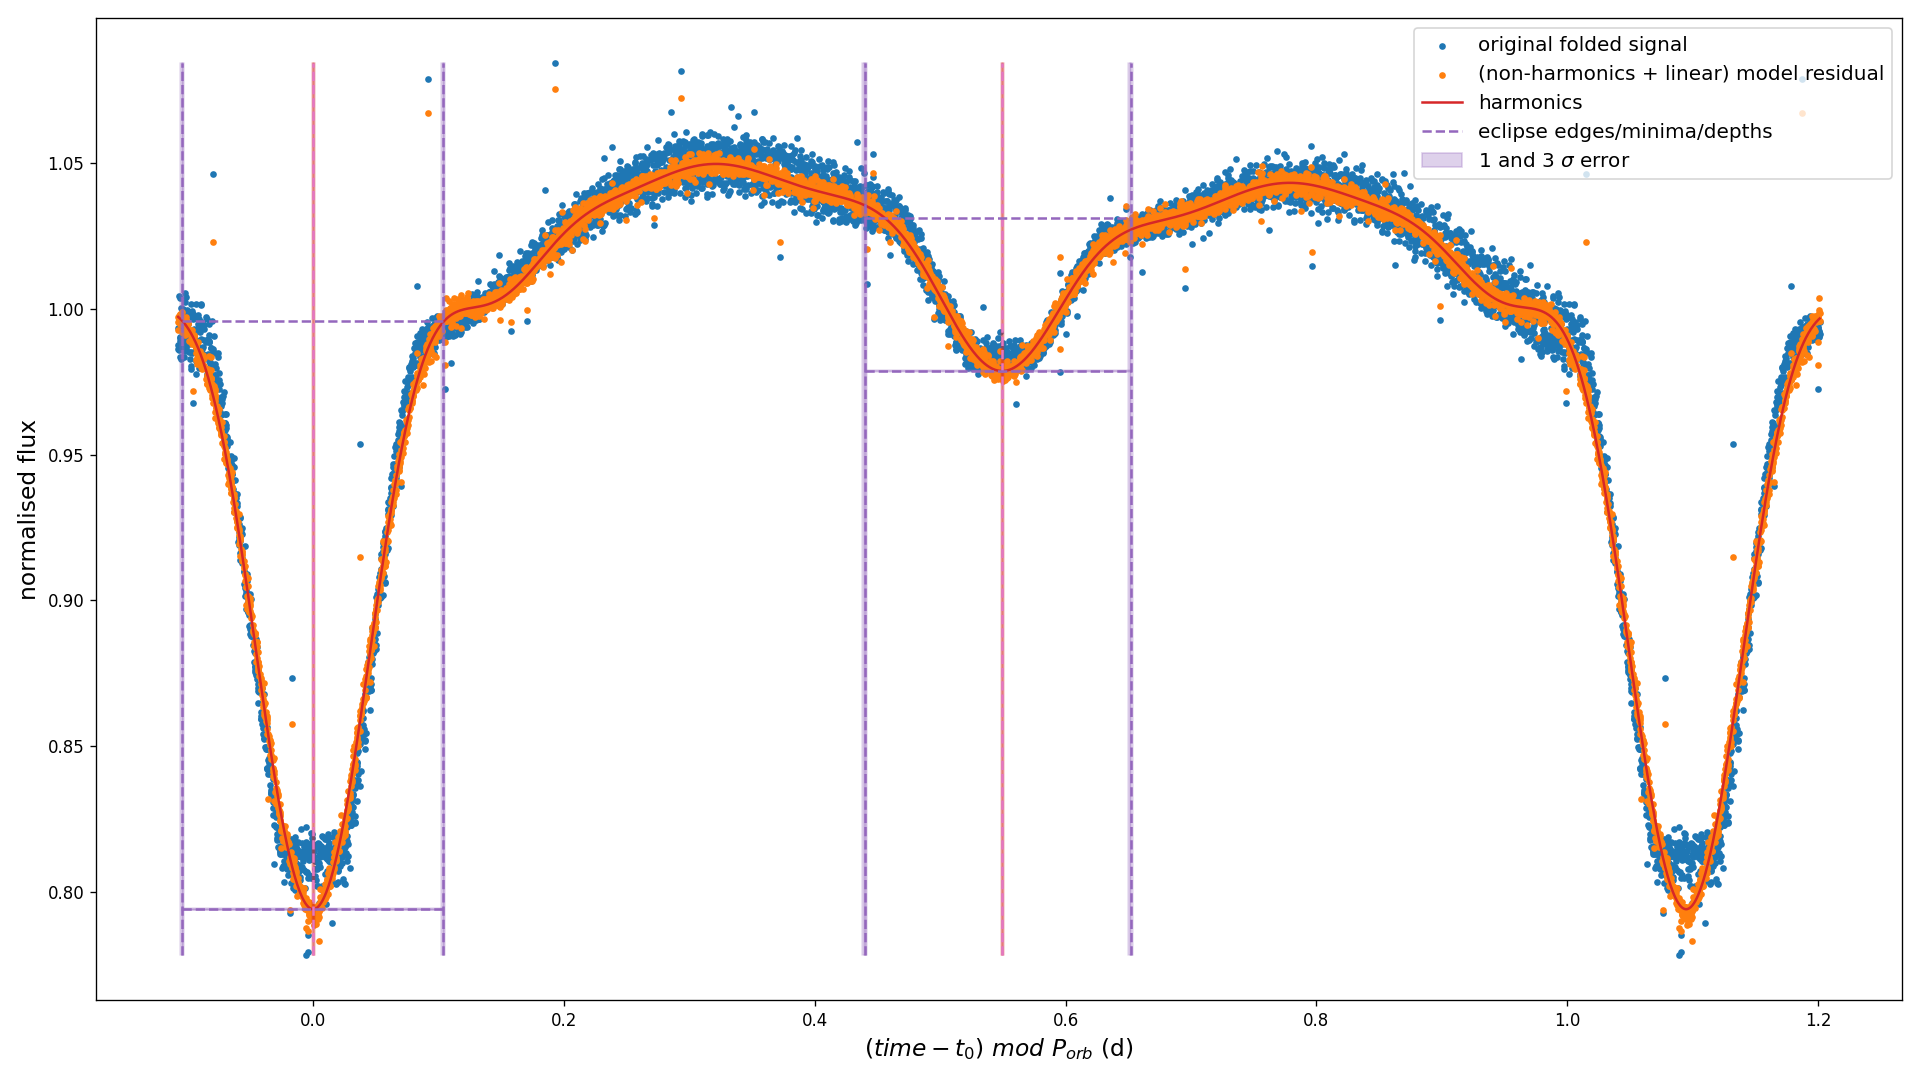 original folded signal
(non-harmonics + linear) model residual
harmonics
eclipse edges/minima/depths
1 and 3 σ error
normalised flux
1.05
1.00
0.95
0.90
0.85
0.80
0.0 0.2 0.4 0.6 0.8 1.0 1.2
(time − t₀) mod Pₒᵣb (d)